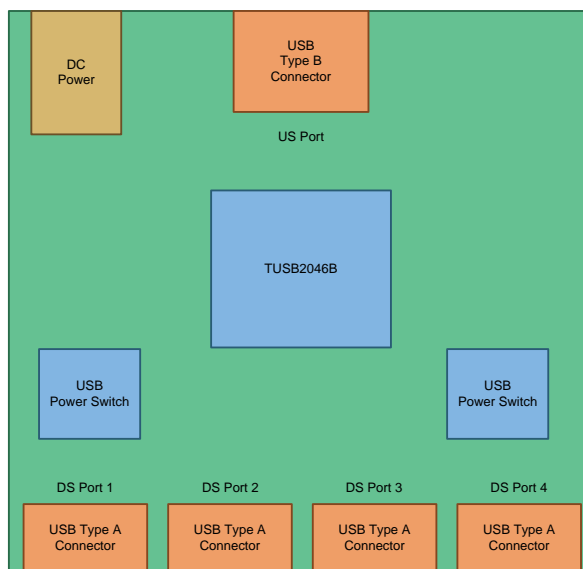 DC
Power
USB
Type B
Connector
US Port
TUSB2046B
USB
Power Switch
USB
Power Switch
DS Port 1
DS Port 2
DS Port 3
DS Port 4
USB Type A
Connector
USB Type A
Connector
USB Type A
Connector
USB Type A
Connector